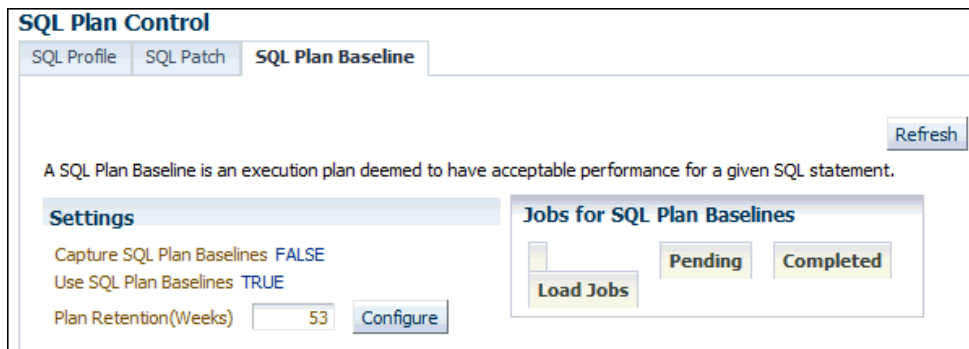 SQL Plan Control
SQL Profile SQL Patch SQL Plan Baseline
Refresh
A SQL Plan Baseline is an execution plan deemed to have acceptable performance for a given SQL statement.
Settings
Capture SQL Plan Baselines FALSE
Use SQL Plan Baselines TRUE
Plan Retention(Weeks) 53 Configure
Jobs for SQL Plan Baselines
Pending Completed
Load Jobs